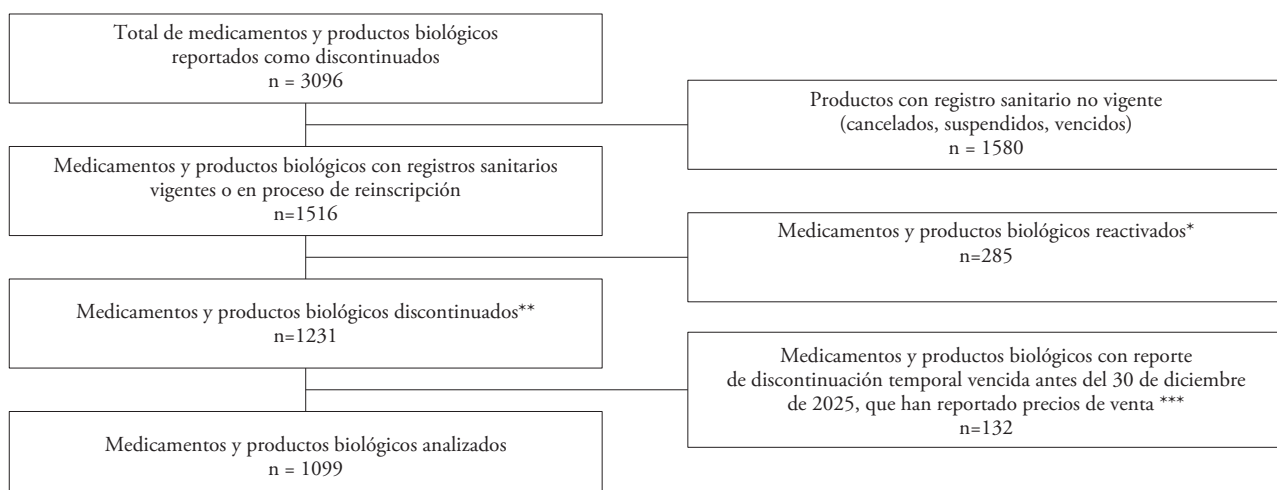 Total de medicamentos y productos biológicos
reportados como discontinuados
n = 3096
Productos con registro sanitario no vigente
(cancelados, suspendidos, vencidos)
n = 1580
Medicamentos y productos biológicos con registros sanitarios
vigentes o en proceso de reinscripción
n=1516
Medicamentos y productos biológicos reactivados*
n=285
Medicamentos y productos biológicos discontinuados**
n=1231
Medicamentos y productos biológicos con reporte
de discontinuación temporal vencida antes del 30 de diciembre
de 2025, que han reportado precios de venta ***
n=132
Medicamentos y productos biológicos analizados
n = 1099